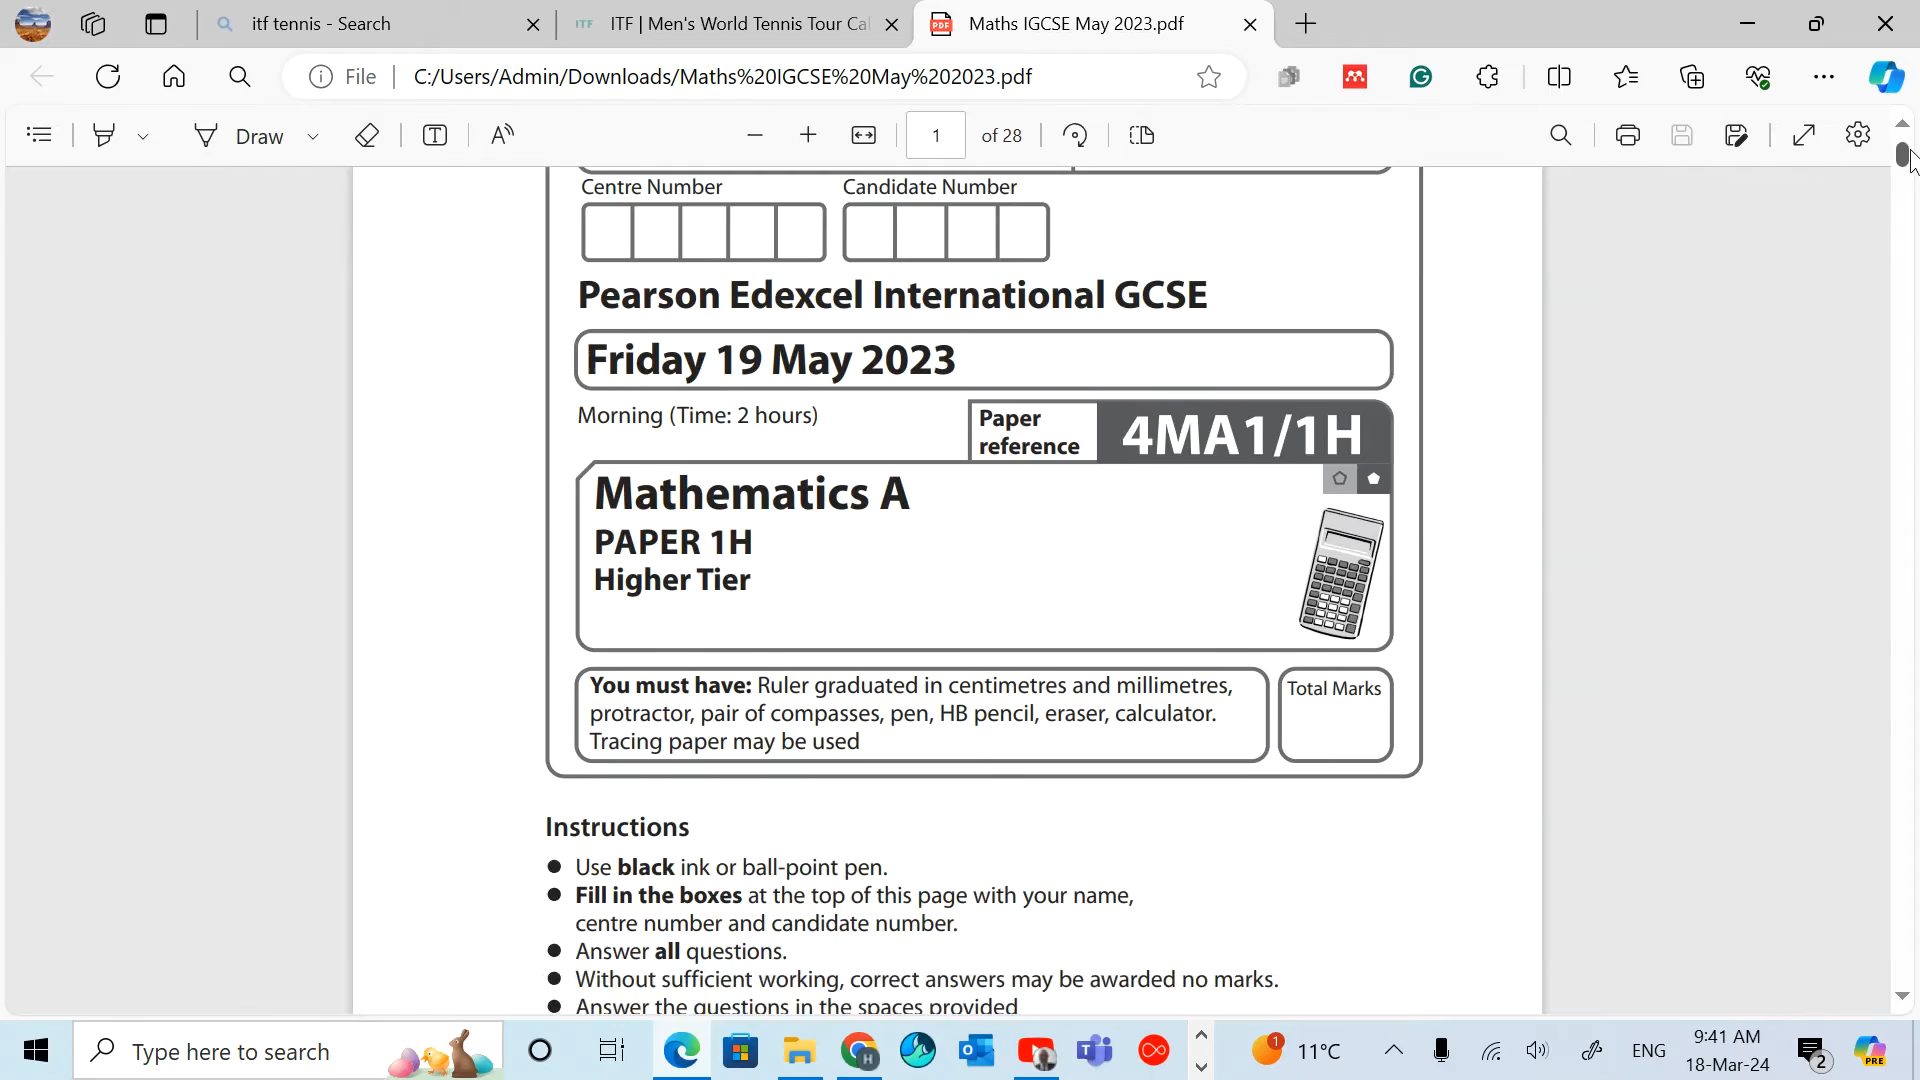 itf tennis - Search
ITF | Men's World Tennis Tour Cal
Maths IGCSE May 2023.pdf
File
C:/Users/Admin/Downloads/Maths%20IGCSE%20May%202023.pdf
Draw
1
of 28
Centre Number
Candidate Number
Pearson Edexcel International GCSE
Friday 19 May 2023
Morning (Time: 2 hours)
Paper
reference
4MA1/1H
Mathematics A
PAPER 1H
Higher Tier
You must have: Ruler graduated in centimetres and millimetres,
protractor, pair of compasses, pen, HB pencil, eraser, calculator.
Tracing paper may be used
Total Marks
Instructions
● Use black ink or ball-point pen.
● Fill in the boxes at the top of this page with your name,
centre number and candidate number.
● Answer all questions.
● Without sufficient working, correct answers may be awarded no marks.
● Answer the questions in the spaces provided
Type here to search
1
11°C
ENG
9:41 AM
18-Mar-24
2
PRE